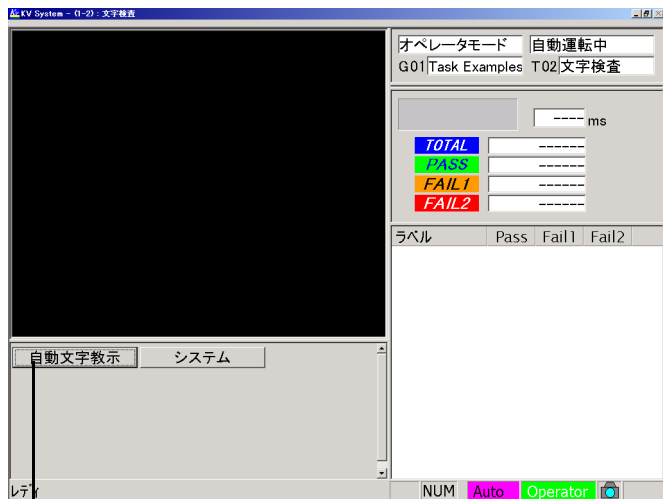 KV System - (1-2) : 文字検査
オペレータモード 自動運転中
G01 Task Examples T02 文字検査
---- ms
TOTAL ------
PASS ------
FAIL1 ------
FAIL2 ------
ラベル Pass Fail1 Fail2
自動文字教示 システム
レディ
NUM Auto Operator